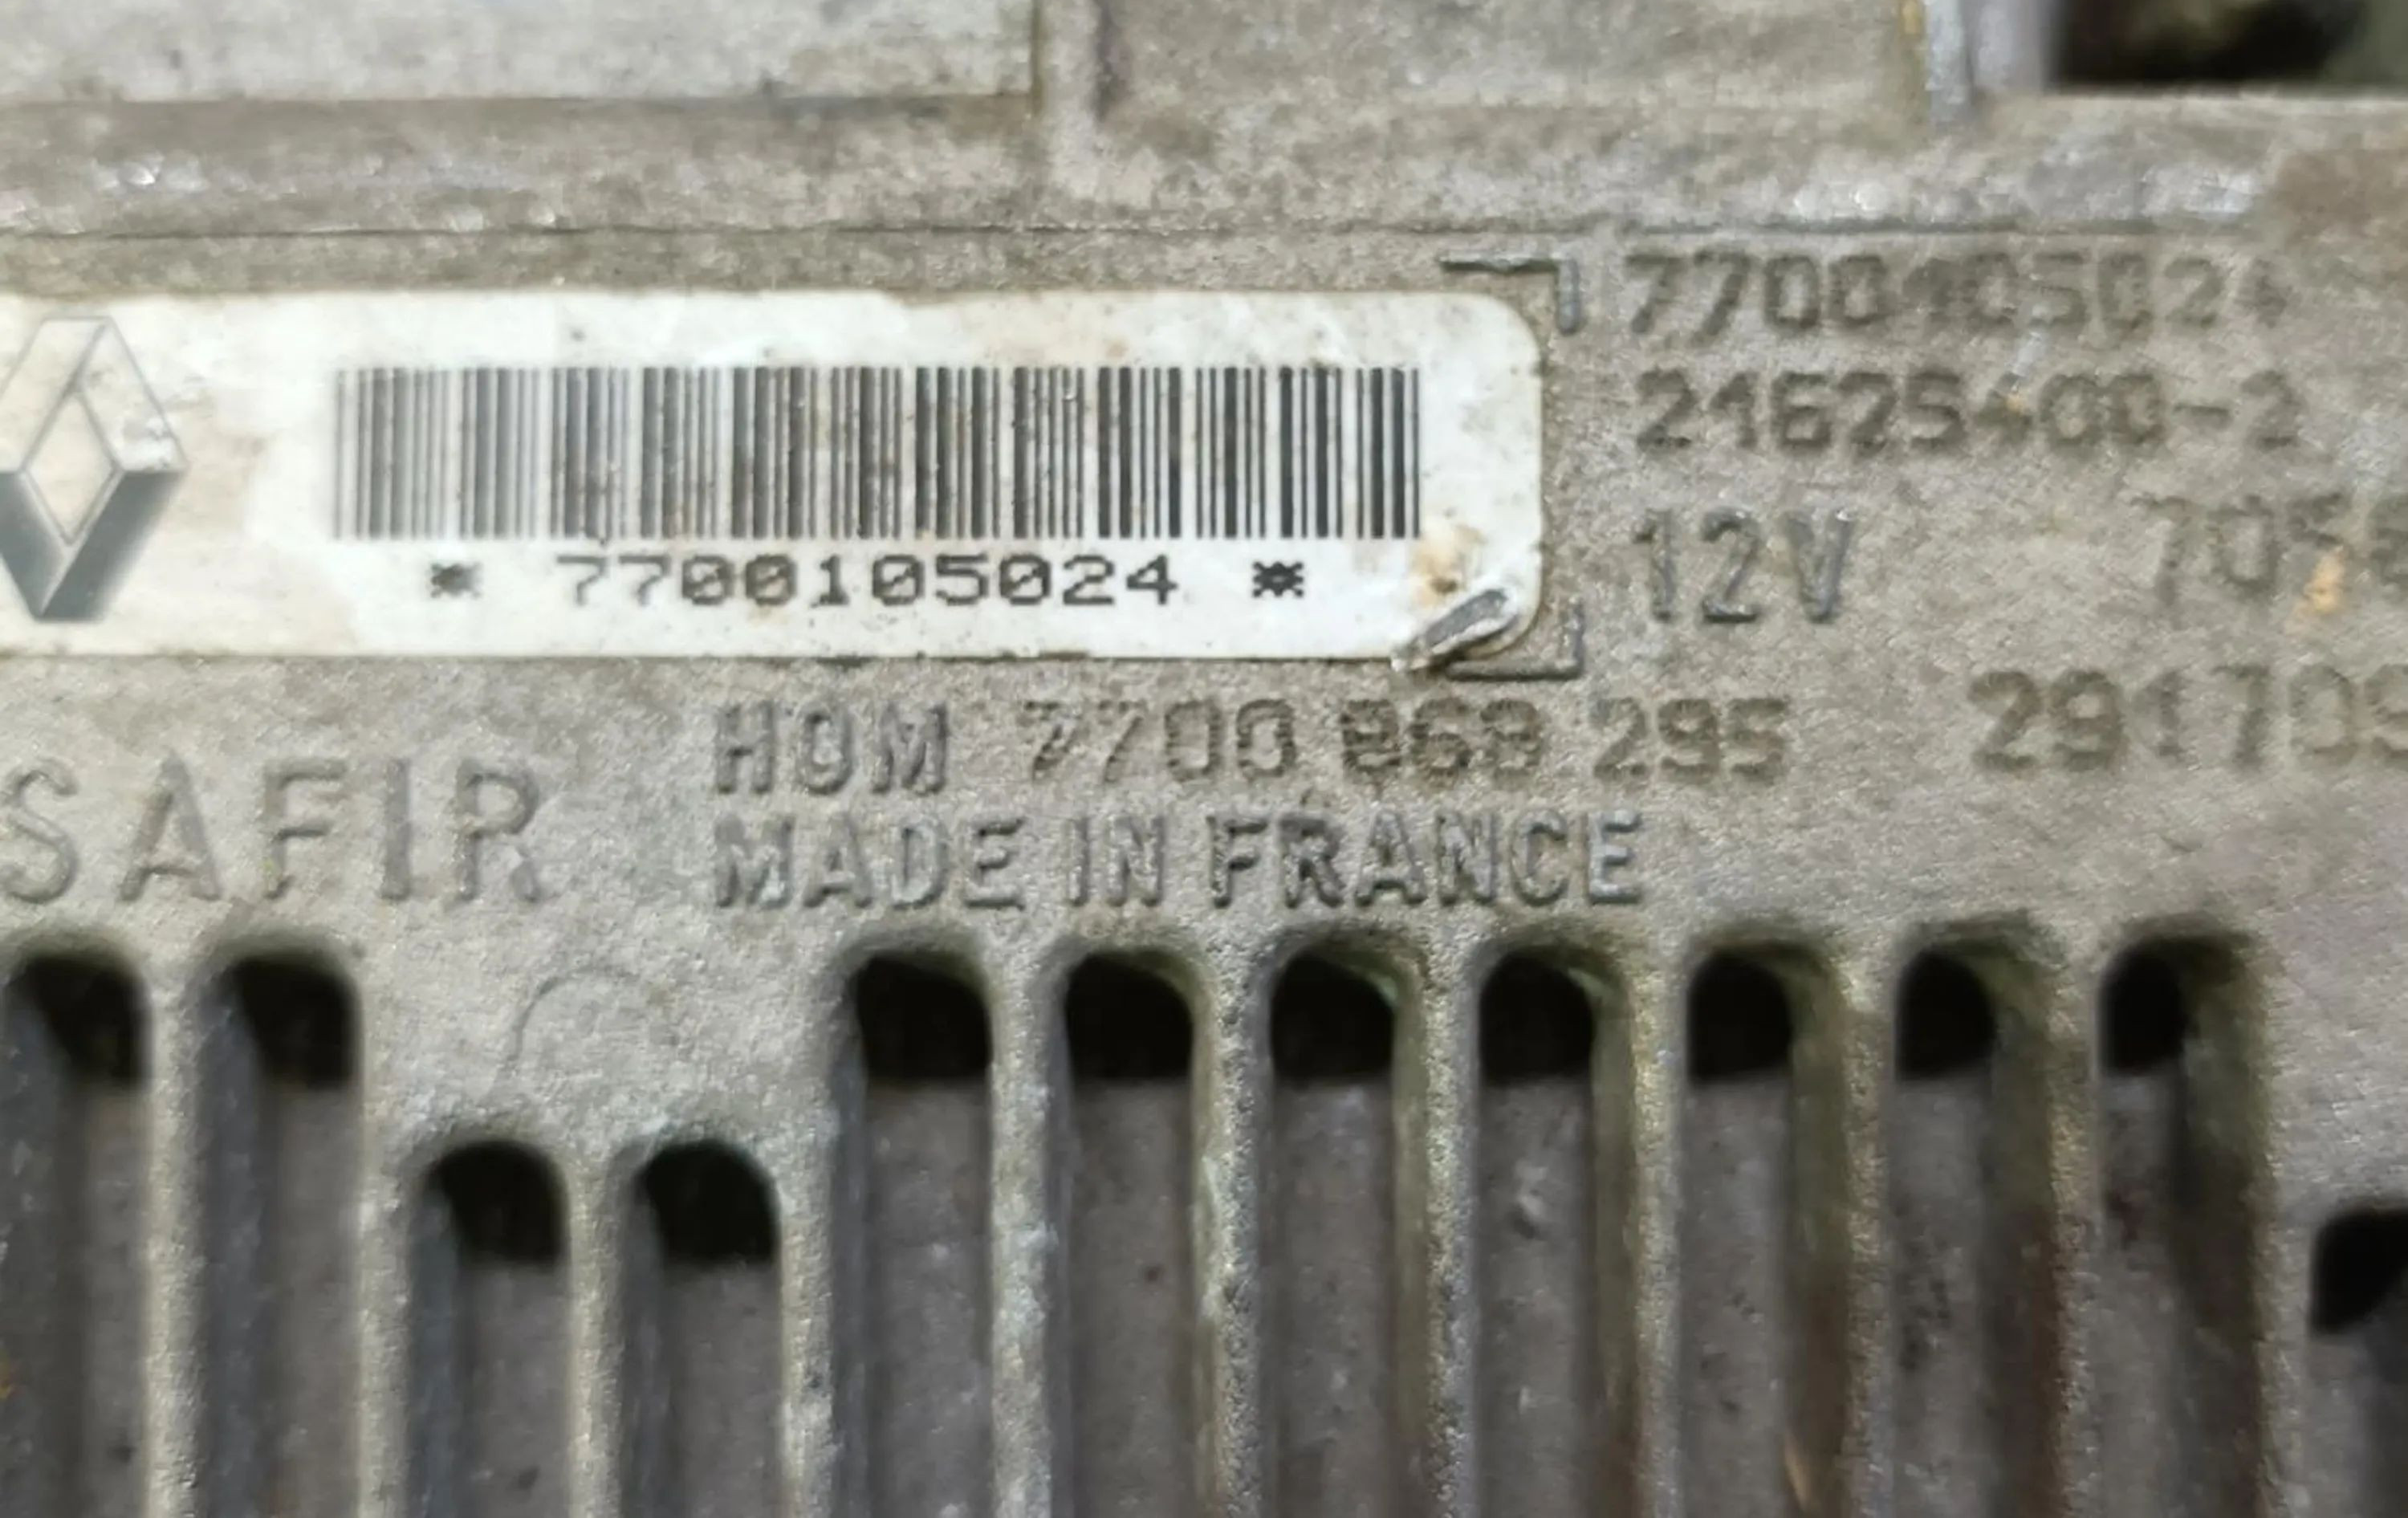 7700105024
21625400-2
* 7700105024 *
12V
HOM 7700 868 295
SAFIR
MADE IN FRANCE